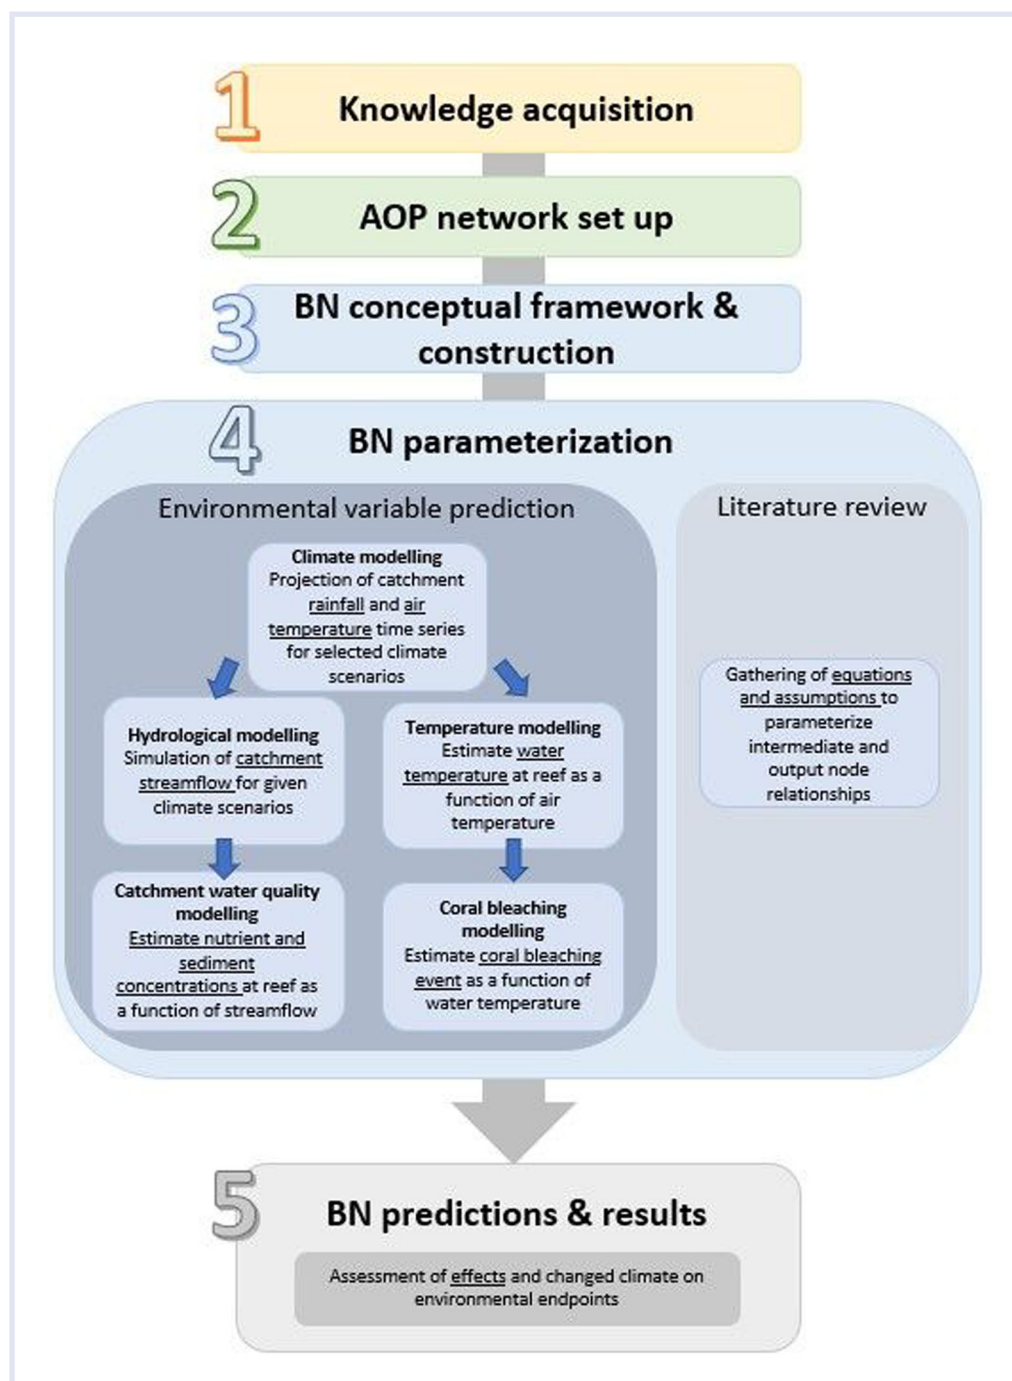 1
Knowledge acquisition
2
AOP network set up
3
BN conceptual framework &
construction
4
BN parameterization
Environmental variable prediction
Climate modelling
Projection of catchment
rainfall and air
temperature time series
for selected climate
scenarios
Hydrological modelling
Simulation of catchment
streamflow for given
climate scenarios
Temperature modelling
Estimate water
temperature at reef as a
function of air
temperature
Catchment water quality
modelling
Estimate nutrient and
sediment
concentrations at reef as
a function of streamflow
Coral bleaching
modelling
Estimate coral bleaching
event as a function of
water temperature
Literature review
Gathering of equations
and assumptions to
parameterize
intermediate and
output node
relationships
5
BN predictions & results
Assessment of effects and changed climate on
environmental endpoints